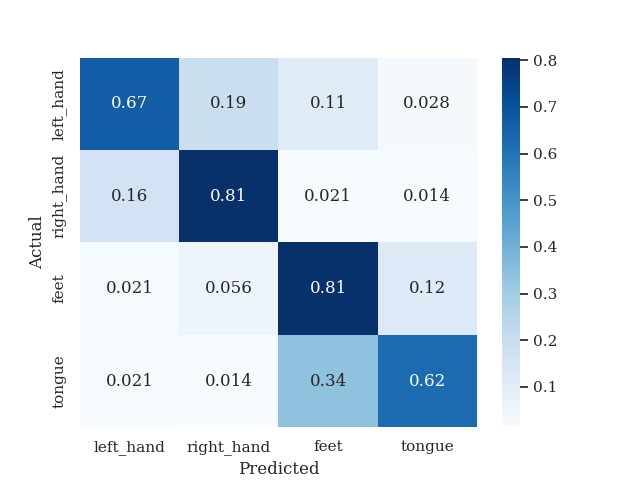 left_hand 0.67 0.19 0.11 0.028
right_hand 0.16 0.81 0.021 0.014
feet 0.021 0.056 0.81 0.12
tongue 0.021 0.014 0.34 0.62
left_hand right_hand feet tongue
Predicted
Actual
0.8
0.7
0.6
0.5
0.4
0.3
0.2
0.1